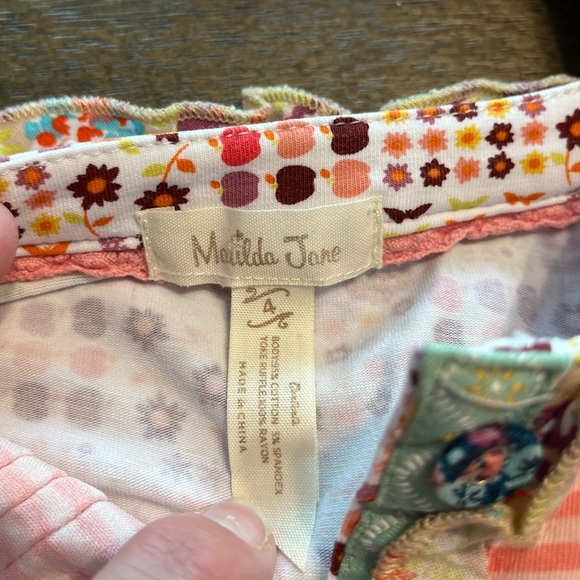 Matilda Jane
4
BODY:95% COTTON 5% SPANDEX
YOKE RUFFLE:100% RAYON
MADE IN CHINA